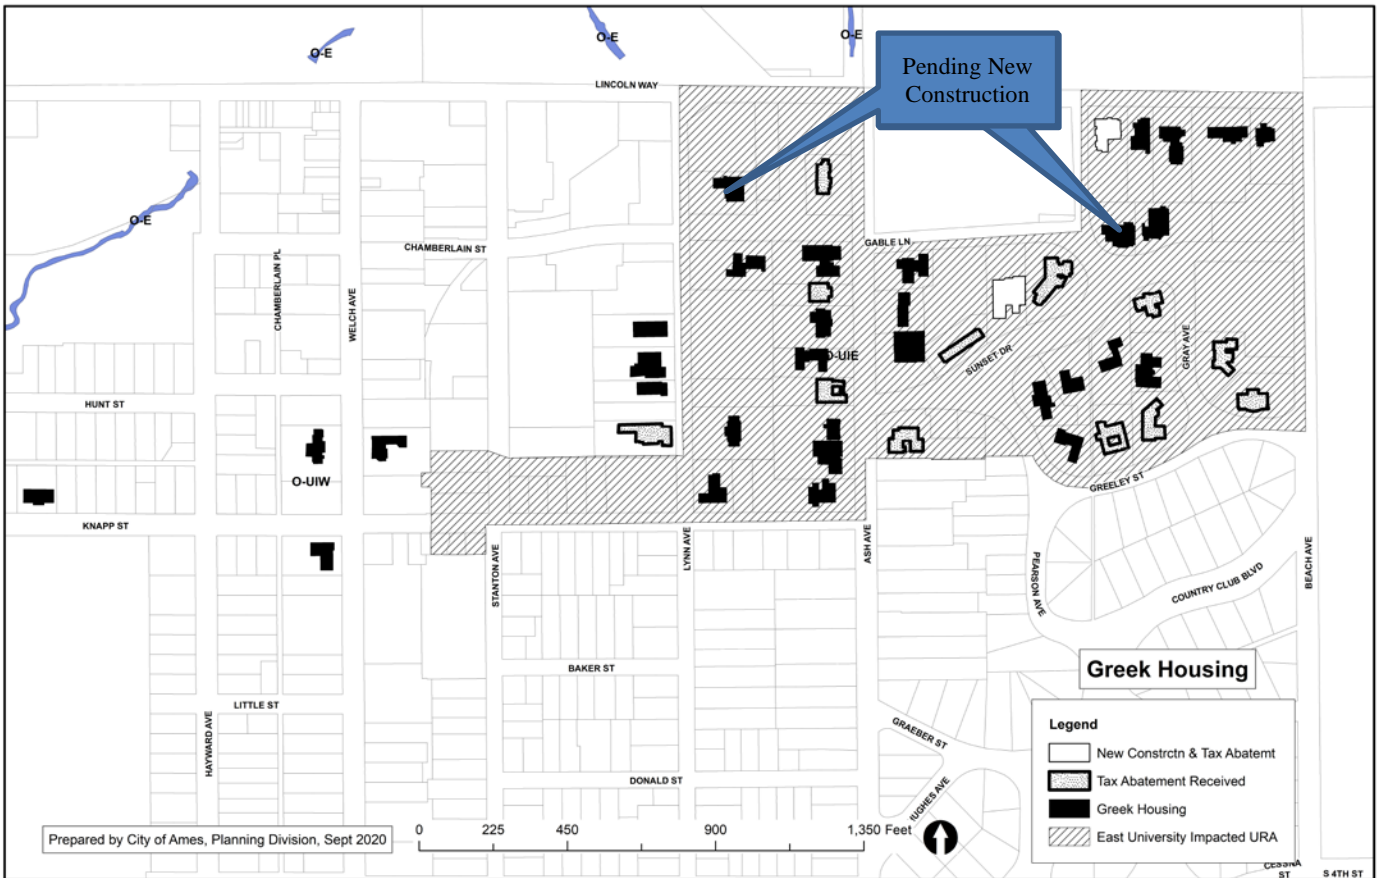 O-E
O-E
O-E
Pending New
Construction
LINCOLN WAY
O-E
CHAMBERLAIN ST
GABLE LN
CHAMBERLAIN PL
WELCH AVE
O-UIE
SUNSET DR
GRAY AVE
HUNT ST
O-UIW
GREELEY ST
KNAPP ST
STANTON AVE
LYNN AVE
ASH AVE
PEARSON AVE
COUNTRY CLUB BLVD
BEACH AVE
BAKER ST
Greek Housing
LITTLE ST
HAYWARD AVE
GRAEBER ST
DONALD ST
HUGHES AVE
Legend
New Constrctn & Tax Abatemt
Tax Abatement Received
Greek Housing
East University Impacted URA
Prepared by City of Ames, Planning Division, Sept 2020
0 225 450 900 1,350 Feet
CESSNA
ST
S 4TH ST